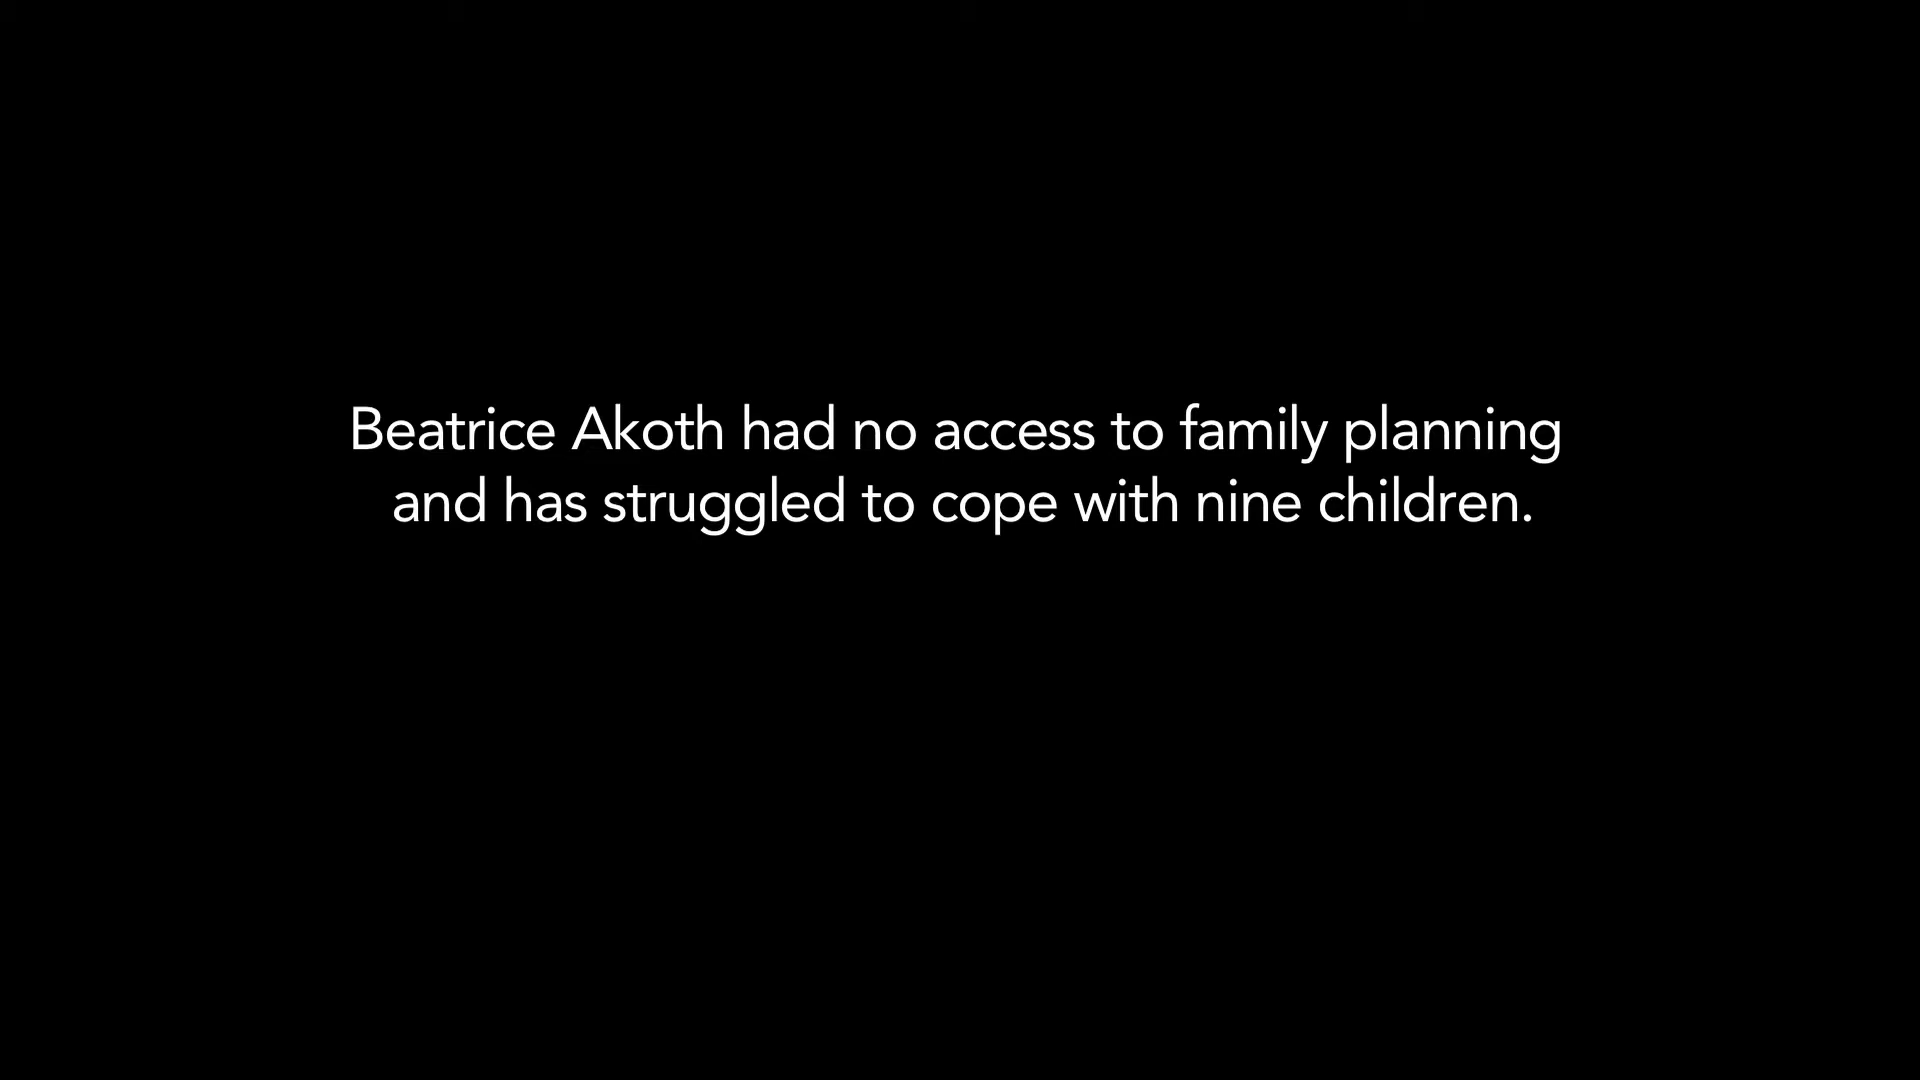 Beatrice Akoth had no access to family planning
and has struggled to cope with nine children.